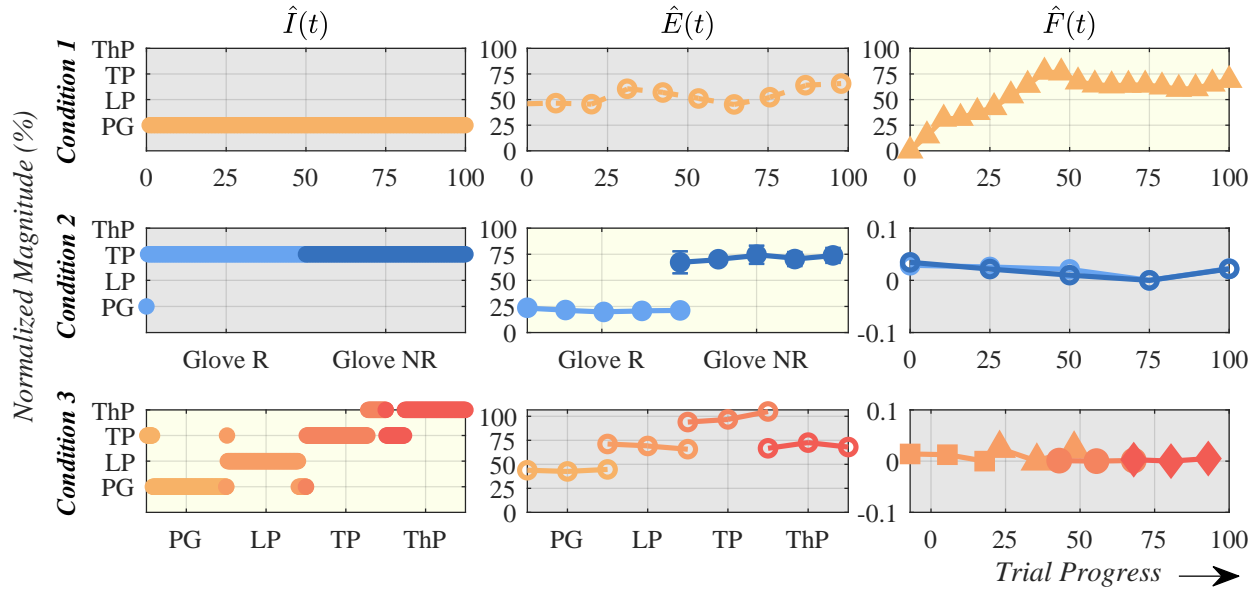 Î(t) Ê(t) F̂(t)
Normalized Magnitude (%)
Condition 1
ThP
TP
LP
PG
0 25 50 75 100
100
75
50
25
0
0 25 50 75 100
100
75
50
25
0
0 25 50 75 100
Condition 2
ThP
TP
LP
PG
Glove R Glove NR
100
75
50
25
0
Glove R Glove NR
0.1
0
-0.1
0 25 50 75 100
Condition 3
ThP
TP
LP
PG
PG LP TP ThP
100
75
50
25
0
PG LP TP ThP
0.1
0
-0.1
0 25 50 75 100
Trial Progress